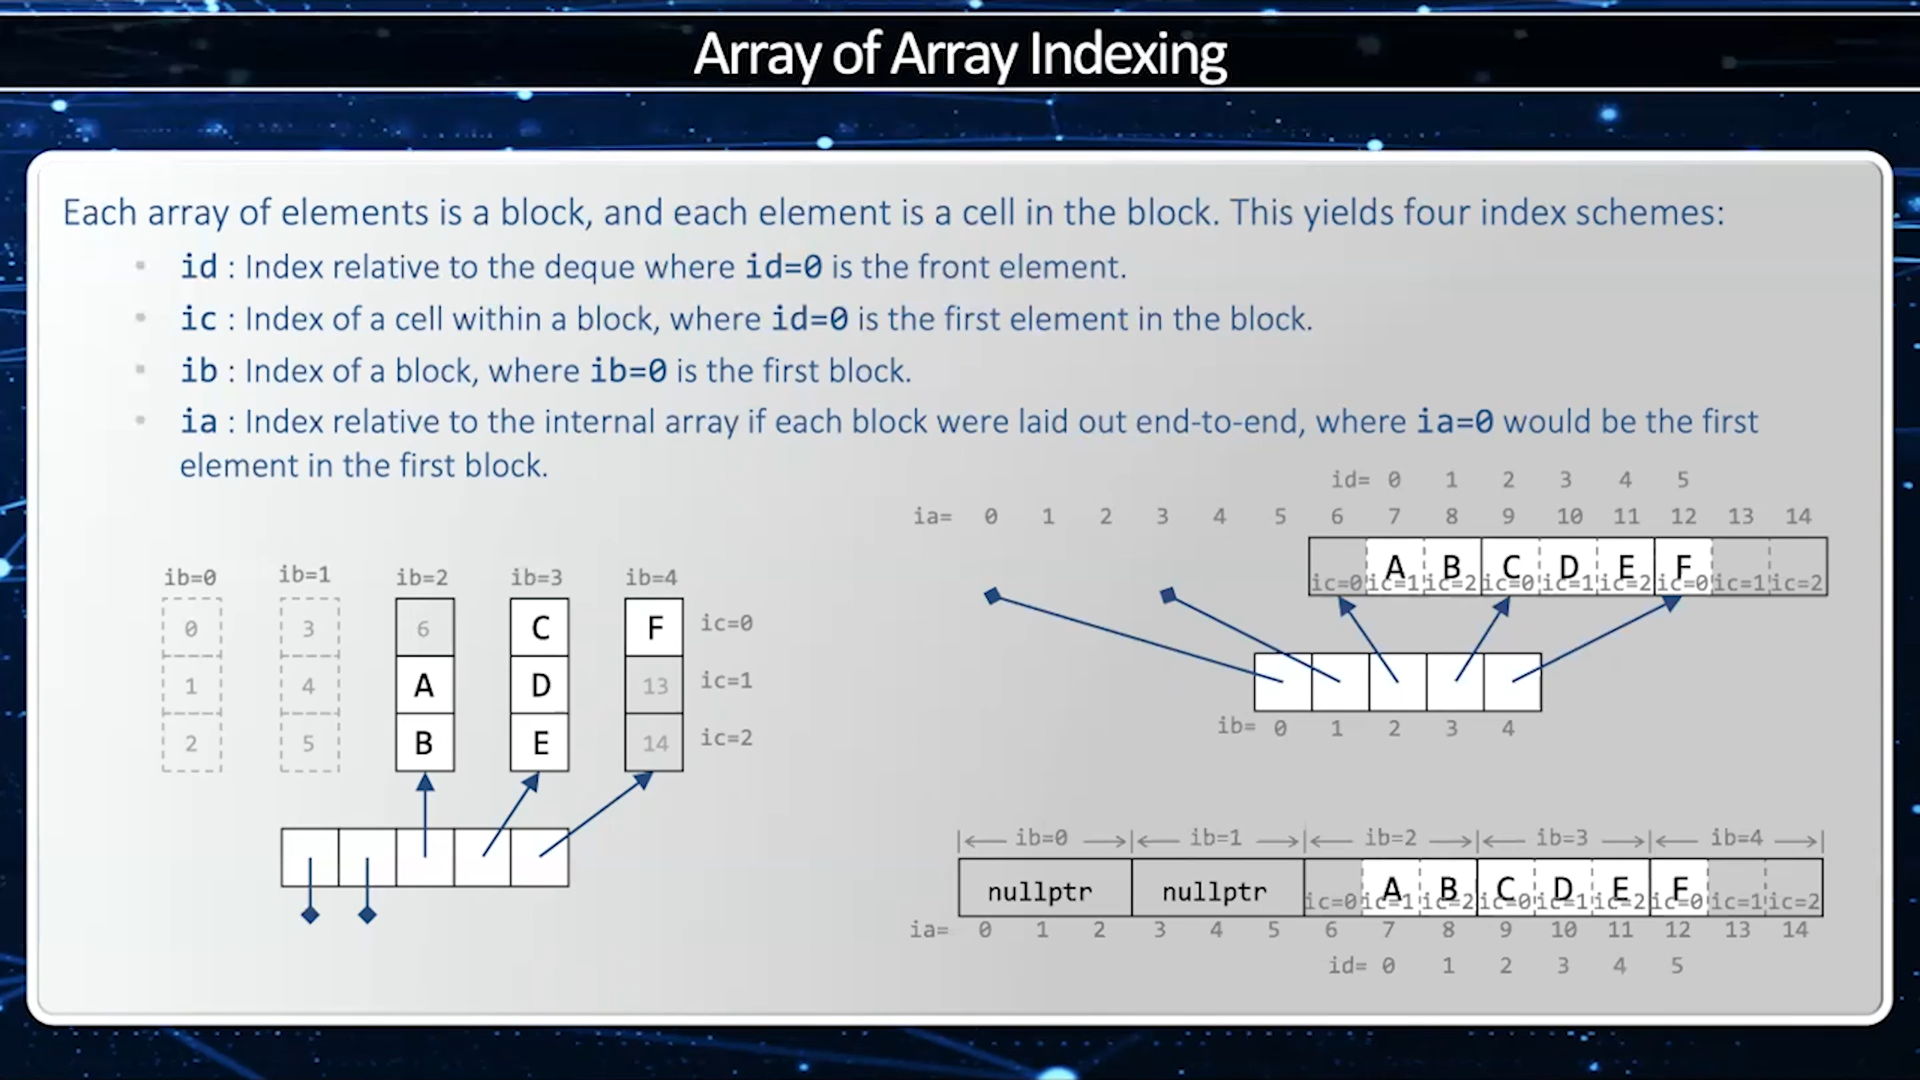 Array of Array Indexing
Each array of elements is a block, and each element is a cell in the block. This yields four index schemes:
▪ id : Index relative to the deque where id=0 is the front element.
▪ ic : Index of a cell within a block, where id=0 is the first element in the block.
▪ ib : Index of a block, where ib=0 is the first block.
▪ ia : Index relative to the internal array if each block were laid out end-to-end, where ia=0 would be the first
element in the first block.
ib=0 ib=1 ib=2 ib=3 ib=4
0 3 6 C F ic=0
1 4 A D 13 ic=1
2 5 B E 14 ic=2
id= 0 1 2 3 4 5
ia= 0 1 2 3 4 5 6 7 8 9 10 11 12 13 14
A B C D E F
ic=0 ic=1 ic=2 ic=0 ic=1 ic=2 ic=0 ic=1 ic=2
ib= 0 1 2 3 4
ib=0 ib=1 ib=2 ib=3 ib=4
nullptr nullptr A B C D E F
ic=0 ic=1 ic=2 ic=0 ic=1 ic=2 ic=0 ic=1 ic=2
ia= 0 1 2 3 4 5 6 7 8 9 10 11 12 13 14
id= 0 1 2 3 4 5